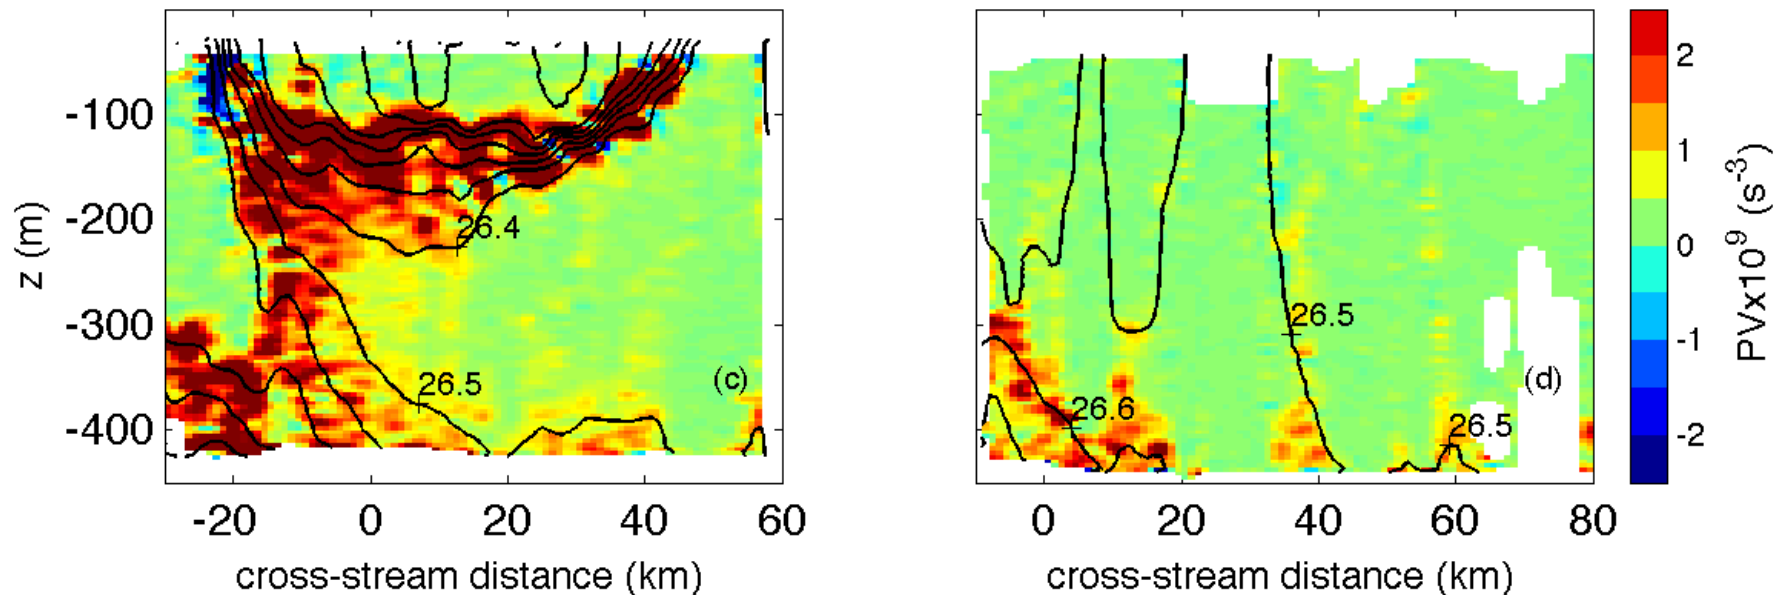 -100
-200
-300
-400
z (m)
26.4
26.5
(c)
-20 0 20 40 60
cross-stream distance (km)
26.5
26.6
26.5
(d)
0 20 40 60 80
cross-stream distance (km)
2
1
0
-1
-2
PVx10⁹ (s⁻³)